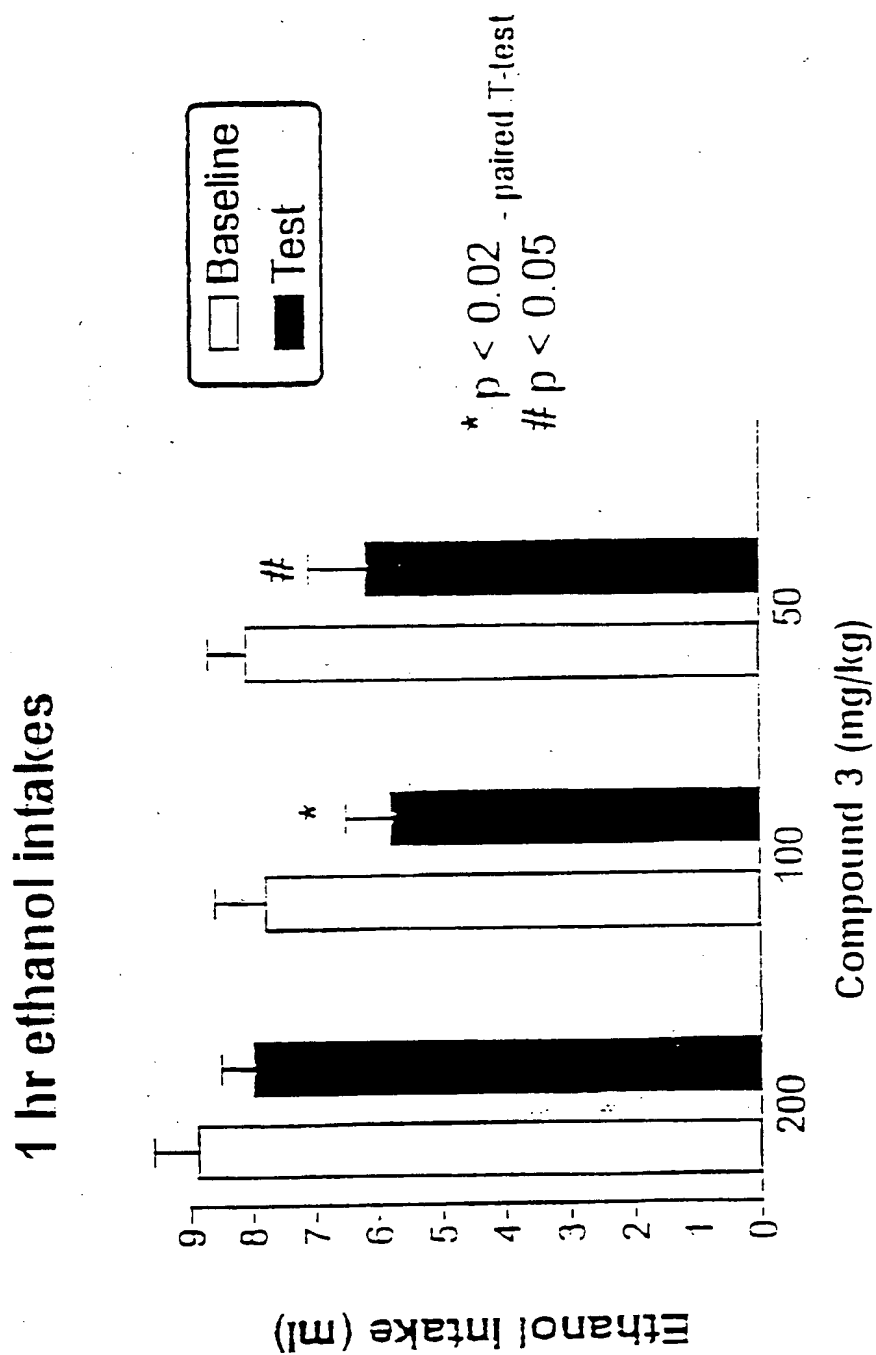 1 hr ethanol intakes
Baseline
Test
* p < 0.02 - paired T-test
# p < 0.05
Ethanol Intake (ml)
9
8
7
6
5
4
3
2
1
0
*
#
200
100
50
Compound 3 (mg/kg)